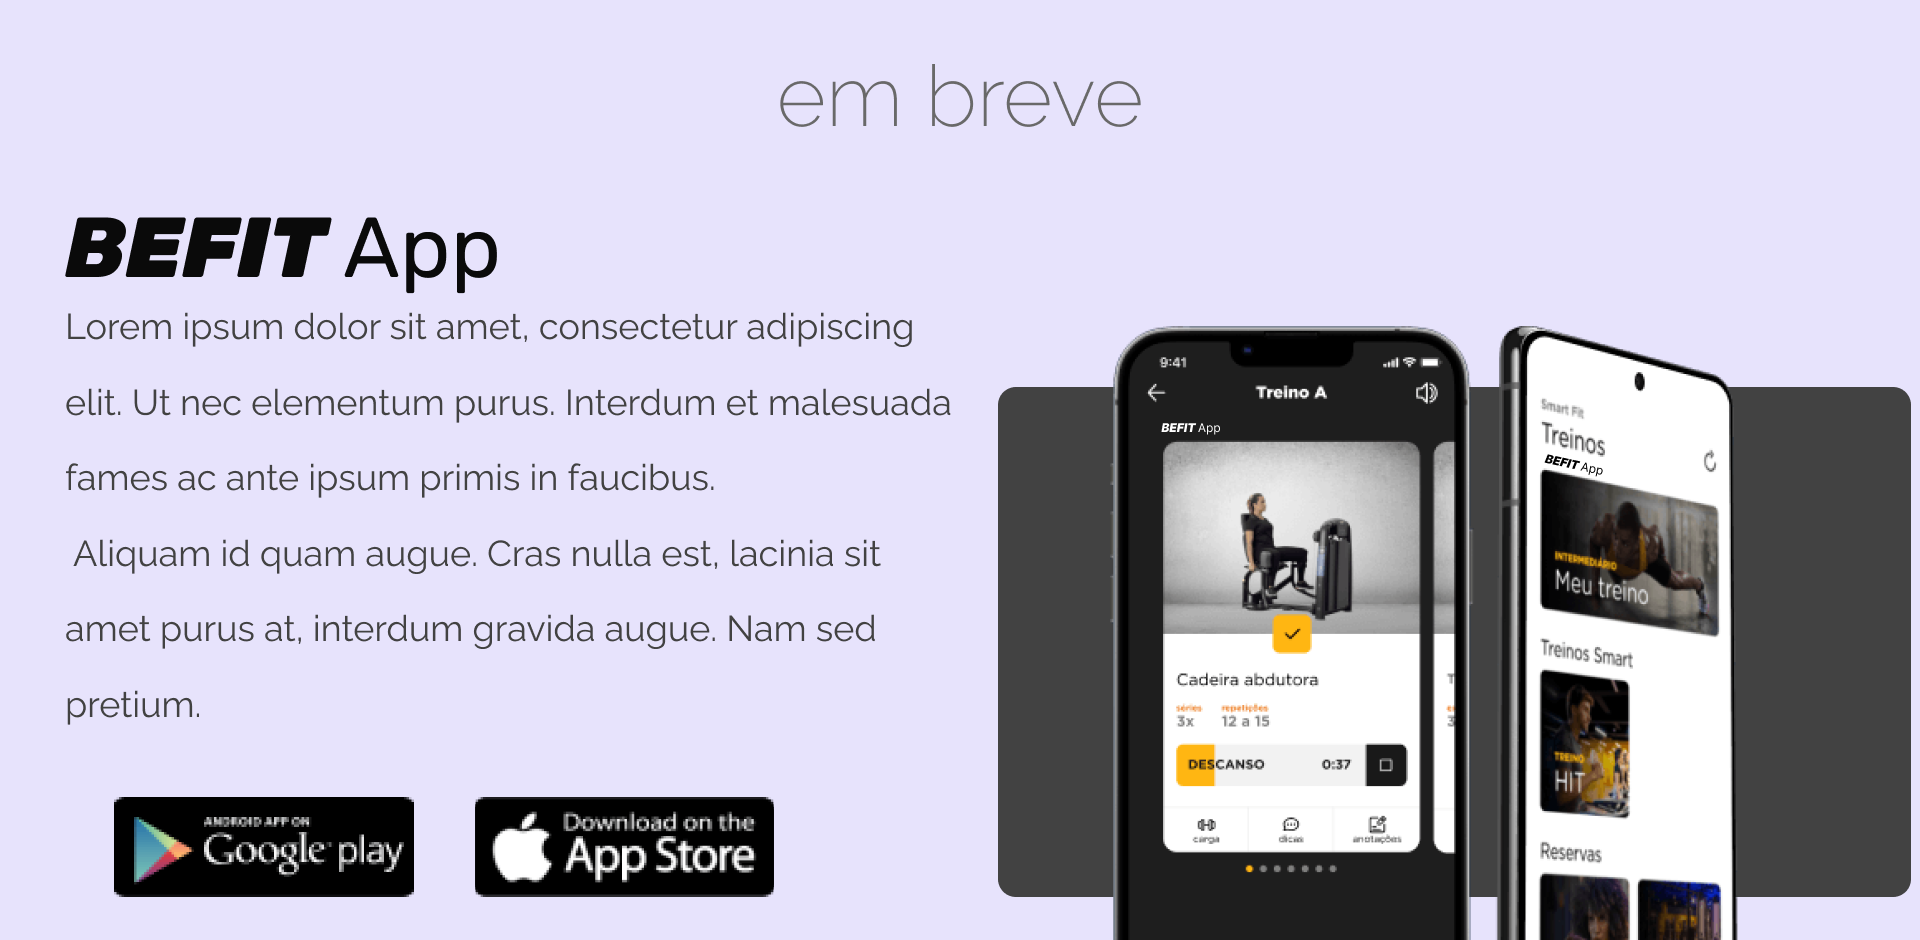 em breve
BEFIT App
Lorem ipsum dolor sit amet, consectetur adipiscing
elit. Ut nec elementum purus. Interdum et malesuada
fames ac ante ipsum primis in faucibus.
Aliquam id quam augue. Cras nulla est, lacinia sit
amet purus at, interdum gravida augue. Nam sed
pretium.
ANDROID APP ON
Google play
Download on the
App Store
9:41
Treino A
BEFIT App
Cadeira abdutora
séries repetições
3x 12 a 15
DESCANSO 0:37
carga dicas anotações
Smart Fit
Treinos
BEFIT App
INTERMEDIÁRIO
Meu treino
Treinos Smart
TREINO
HIT
Reservas